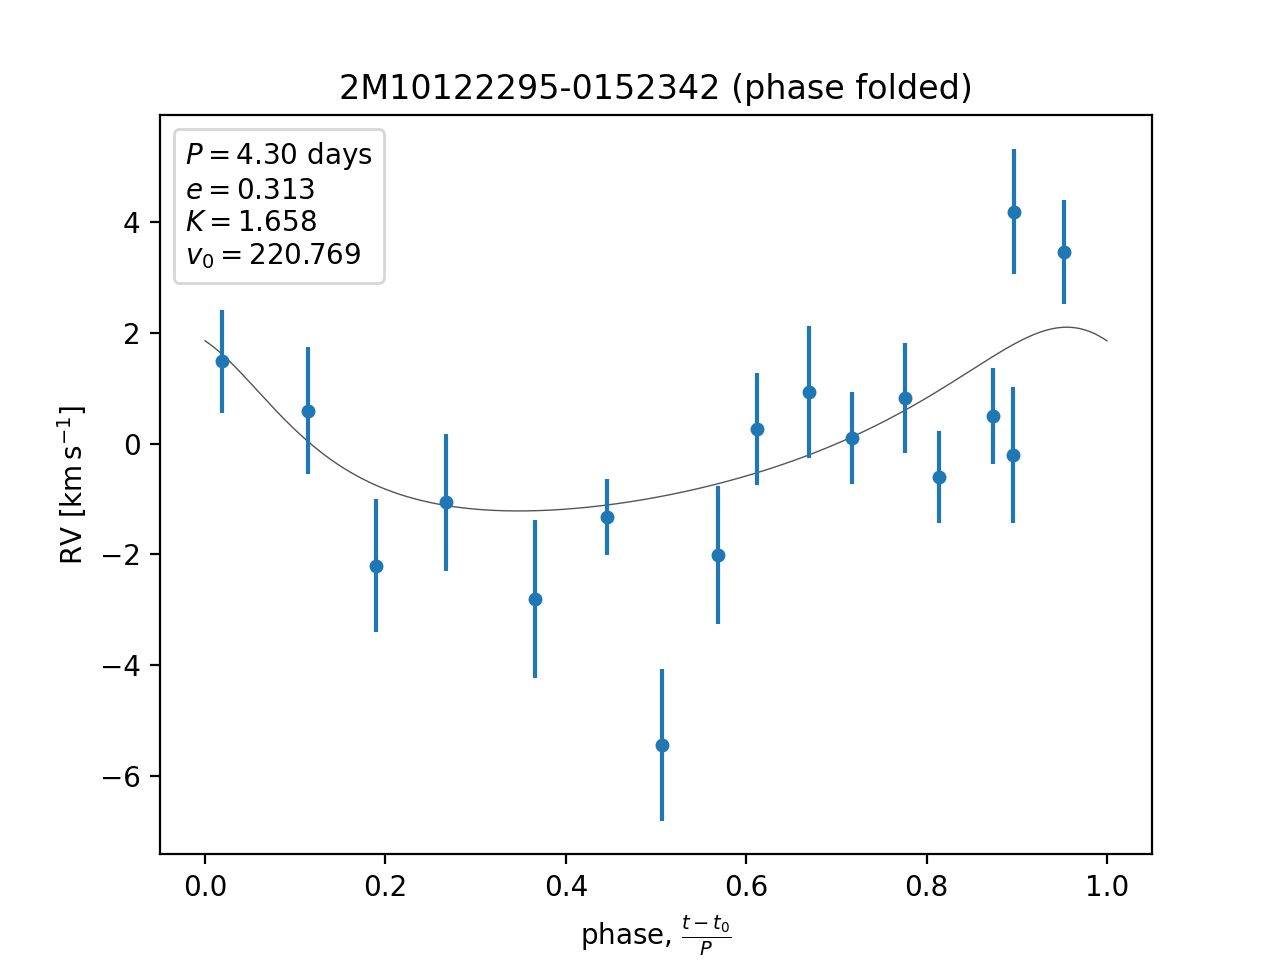 2M10122295-0152342 (phase folded)
P = 4.30 days
e = 0.313
K = 1.658
v₀ = 220.769
4
2
0
−2
−4
−6
RV [km s⁻¹]
0.0 0.2 0.4 0.6 0.8 1.0
phase, (t − t₀)/P